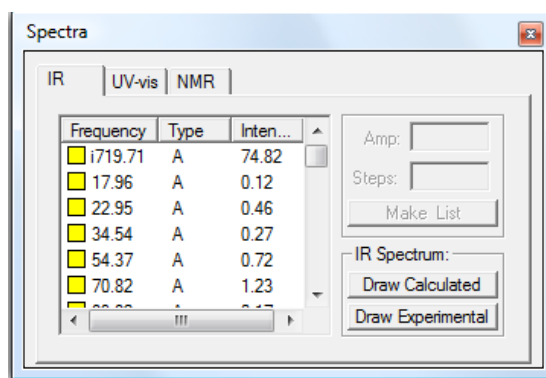 Spectra
IR UV-vis NMR
Frequency Type Inten...
i719.71 A 74.82
17.96 A 0.12
22.95 A 0.46
34.54 A 0.27
54.37 A 0.72
70.82 A 1.23
Amp:
Steps:
Make List
IR Spectrum:
Draw Calculated
Draw Experimental